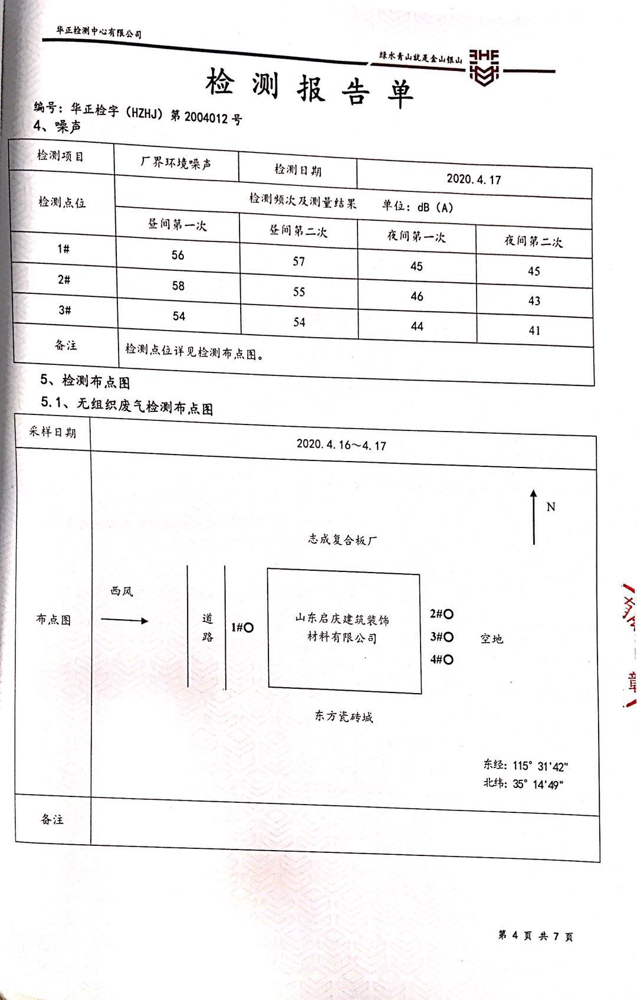 华正检测中心有限公司
绿水青山就是金山银山
检测报告单
编号：华正检字（HZHJ）第 2004012 号
4、噪声
检测项目 厂界环境噪声 检测日期 2020.4.17
检测点位 检测频次及测量结果 单位：dB（A）
昼间第一次 昼间第二次 夜间第一次 夜间第二次
1# 56 57 45 45
2# 58 55 46 43
3# 54 54 44 41
备注 检测点位详见检测布点图。
5、检测布点图
5.1、无组织废气检测布点图
采样日期 2020.4.16～4.17
N
志成复合板厂
西风
布点图
道路
1#○
山东启庆建筑装饰
材料有限公司
2#○
3#○
4#○
空地
东方瓷砖城
东经：115° 31'42"
北纬：35° 14'49"
备注
章
第 4 页 共 7 页